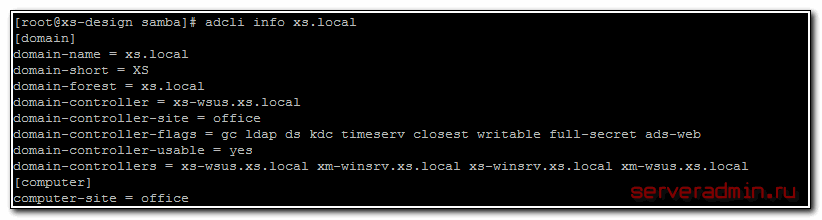 [root@xs-design samba]# adcli info xs.local
[domain]
domain-name = xs.local
domain-short = XS
domain-forest = xs.local
domain-controller = xs-wsus.xs.local
domain-controller-site = office
domain-controller-flags = gc ldap ds kdc timeserv closest writable full-secret ads-web
domain-controller-usable = yes
domain-controllers = xs-wsus.xs.local xm-winsrv.xs.local xs-winsrv.xs.local xm-wsus.xs.local
[computer]
computer-site = office
serveradmin.ru